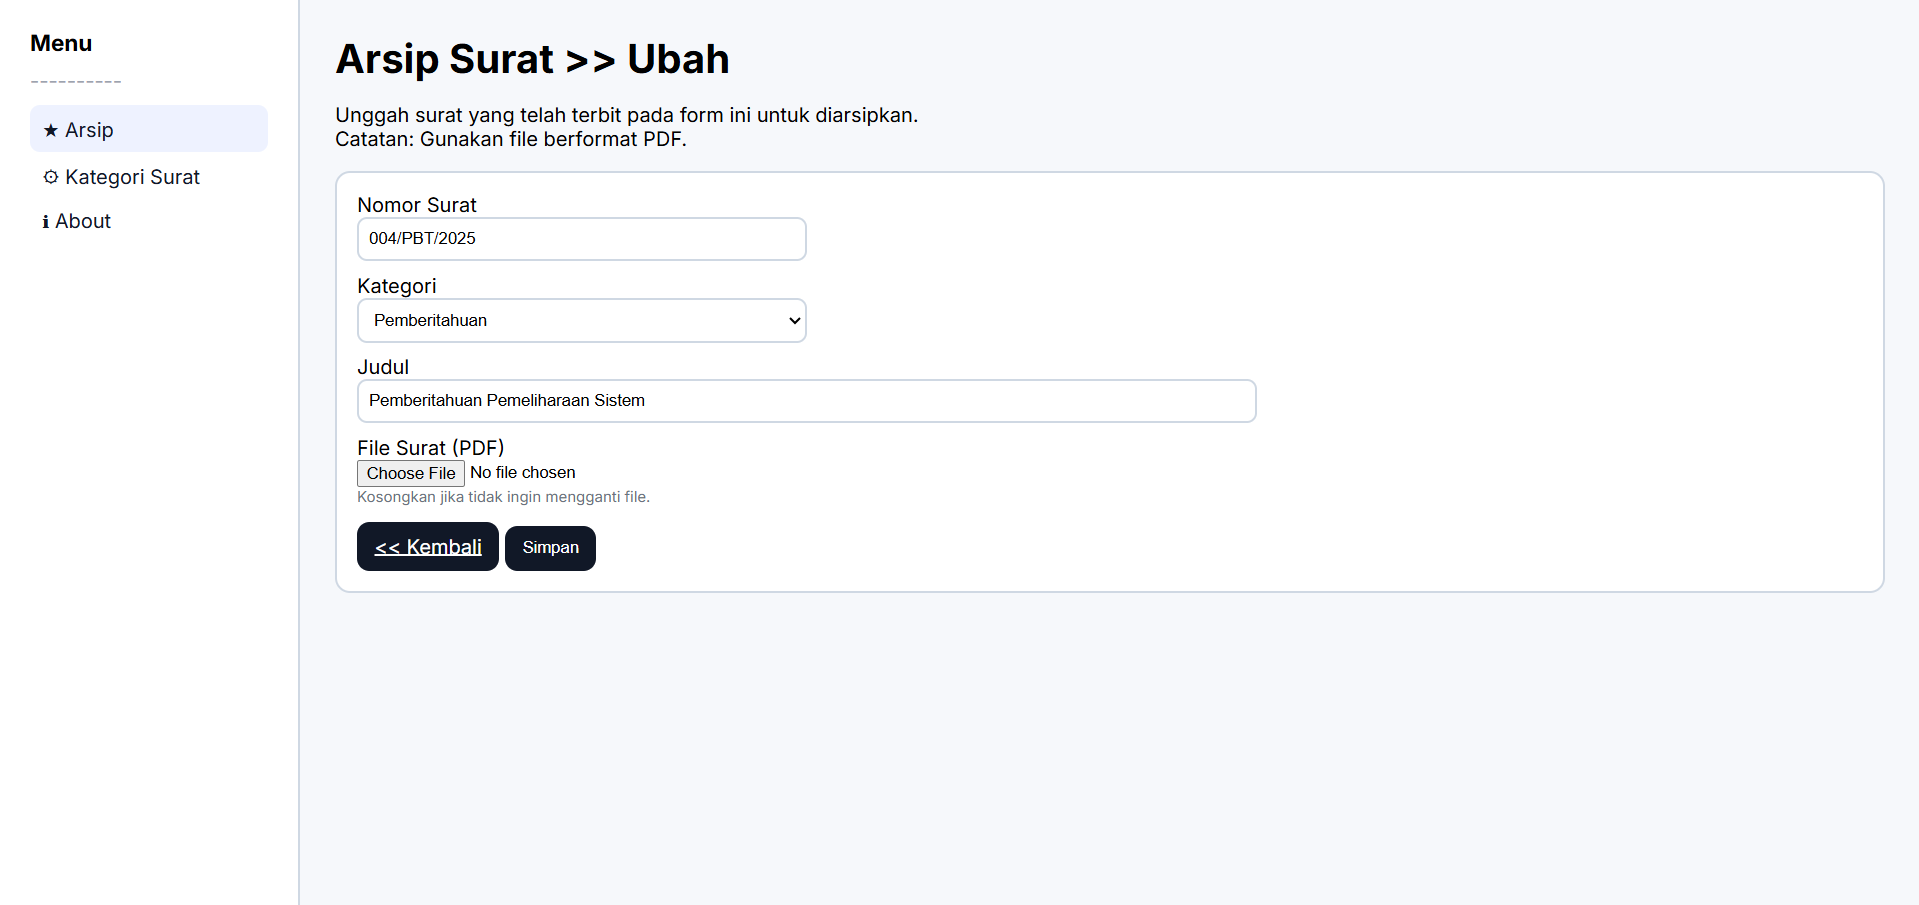 Menu
----------
★ Arsip
⚙ Kategori Surat
ℹ About
Arsip Surat >> Ubah
Unggah surat yang telah terbit pada form ini untuk diarsipkan.
Catatan: Gunakan file berformat PDF.
Nomor Surat
004/PBT/2025
Kategori
Pemberitahuan
Judul
Pemberitahuan Pemeliharaan Sistem
File Surat (PDF)
Choose File No file chosen
Kosongkan jika tidak ingin mengganti file.
<< Kembali Simpan